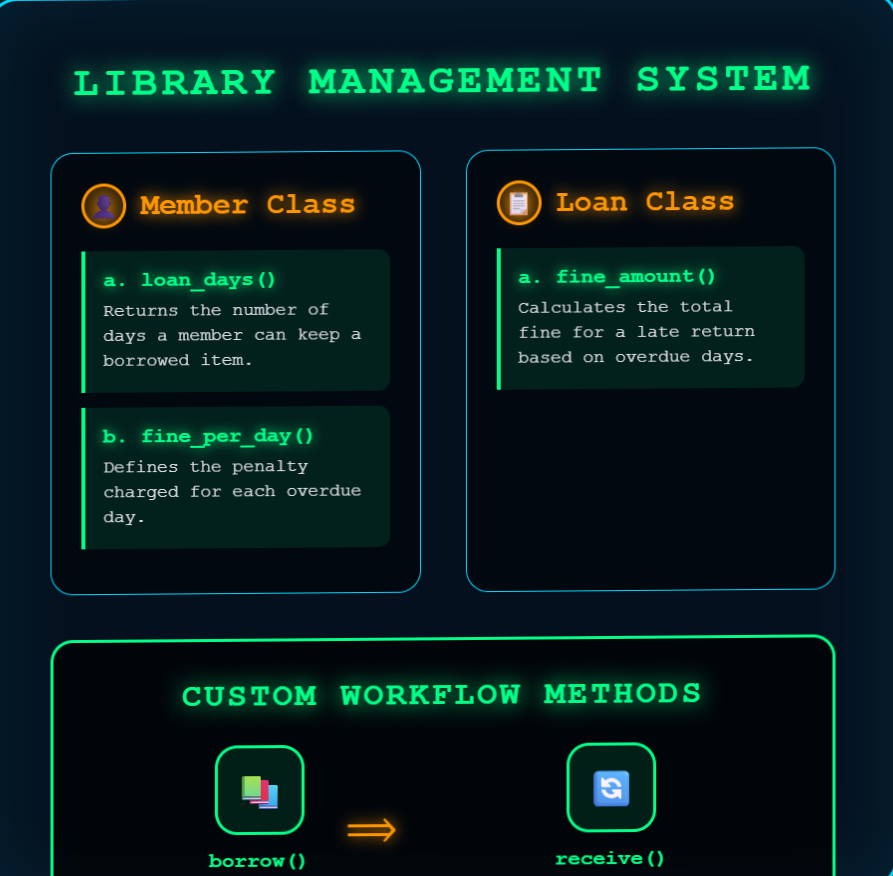 LIBRARY MANAGEMENT SYSTEM
Member Class
a. loan_days()
Returns the number of
days a member can keep a
borrowed item.
b. fine_per_day()
Defines the penalty
charged for each overdue
day.
Loan Class
a. fine_amount()
Calculates the total
fine for a late return
based on overdue days.
CUSTOM WORKFLOW METHODS
borrow()
receive()